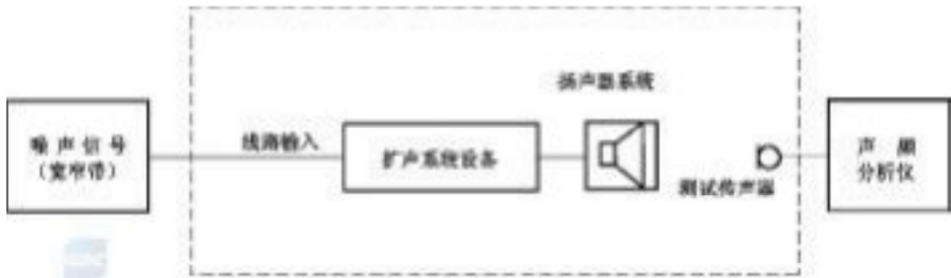 噪声信号
(宽窄带)
线路输入
扩声系统设备
扬声器系统
测试传声器
声频
分析仪